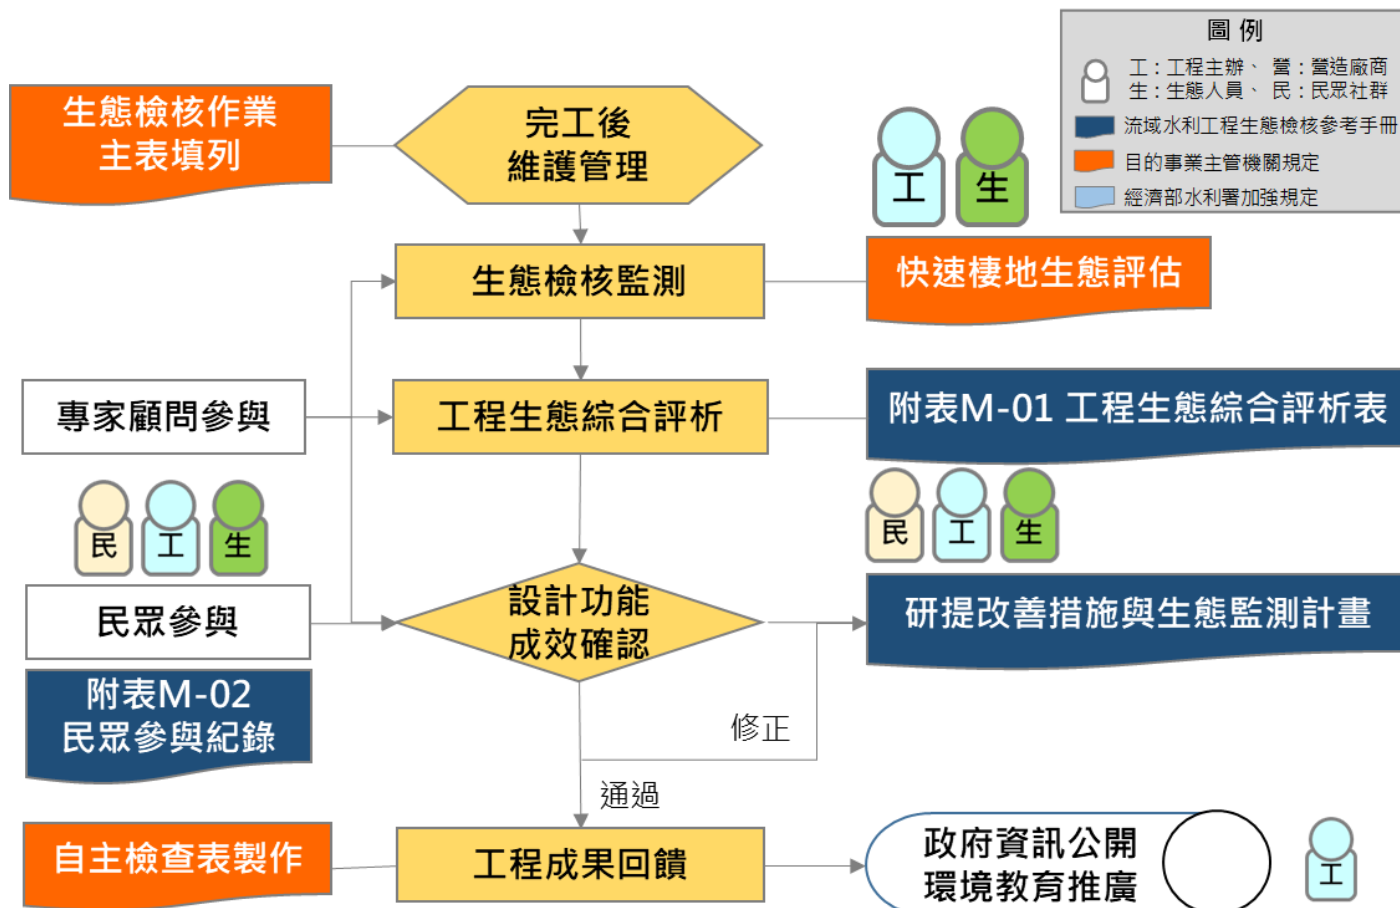 圖例
工：工程主辦、 營：營造廠商
生：生態人員、 民：民眾社群
流域水利工程生態檢核參考手冊
目的事業主管機關規定
經濟部水利署加強規定
生態檢核作業
主表填列
完工後
維護管理
工
生
生態檢核監測
快速棲地生態評估
專家顧問參與
工程生態綜合評析
附表M-01 工程生態綜合評析表
民
工
生
民
工
生
民眾參與
設計功能
成效確認
研提改善措施與生態監測計畫
附表M-02
民眾參與紀錄
修正
通過
自主檢查表製作
工程成果回饋
政府資訊公開
環境教育推廣
工